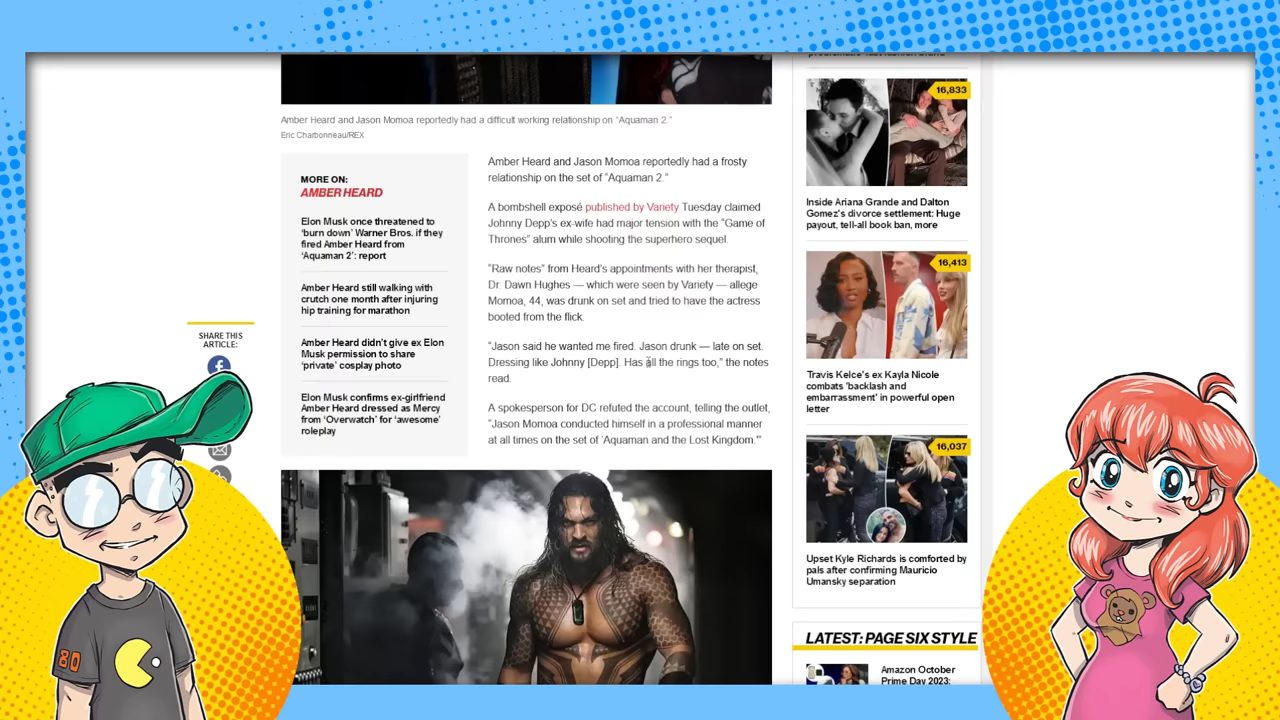 Amber Heard and Jason Momoa reportedly had a difficult working relationship on "Aquaman 2."
Eric Charbonneau/REX
MORE ON:
AMBER HEARD
Elon Musk once threatened to
'burn down' Warner Bros. if they
fired Amber Heard from
'Aquaman 2': report
Amber Heard still walking with
crutch one month after injuring
hip training for marathon
Amber Heard didn't give ex Elon
Musk permission to share
'private' cosplay photo
Elon Musk confirms ex-girlfriend
Amber Heard dressed as Mercy
from 'Overwatch' for 'awesome'
roleplay
SHARE THIS
ARTICLE:
Amber Heard and Jason Momoa reportedly had a frosty
relationship on the set of "Aquaman 2."
A bombshell exposé published by Variety Tuesday claimed
Johnny Depp's ex-wife had major tension with the "Game of
Thrones" alum while shooting the superhero sequel.
"Raw notes" from Heard's appointments with her therapist,
Dr. Dawn Hughes — which were seen by Variety — allege
Momoa, 44, was drunk on set and tried to have the actress
booted from the flick.
"Jason said he wanted me fired. Jason drunk — late on set.
Dressing like Johnny [Depp]. Has all the rings too," the notes
read.
A spokesperson for DC refuted the account, telling the outlet,
"Jason Momoa conducted himself in a professional manner
at all times on the set of 'Aquaman and the Lost Kingdom.'"
16,833
Inside Ariana Grande and Dalton
Gomez's divorce settlement: Huge
payout, tell-all book ban, more
16,413
Travis Kelce's ex Kayla Nicole
combats 'backlash and
embarrassment' in powerful open
letter
16,037
Upset Kyle Richards is comforted by
pals after confirming Mauricio
Umansky separation
LATEST: PAGE SIX STYLE
Amazon October
Prime Day 2023:
80